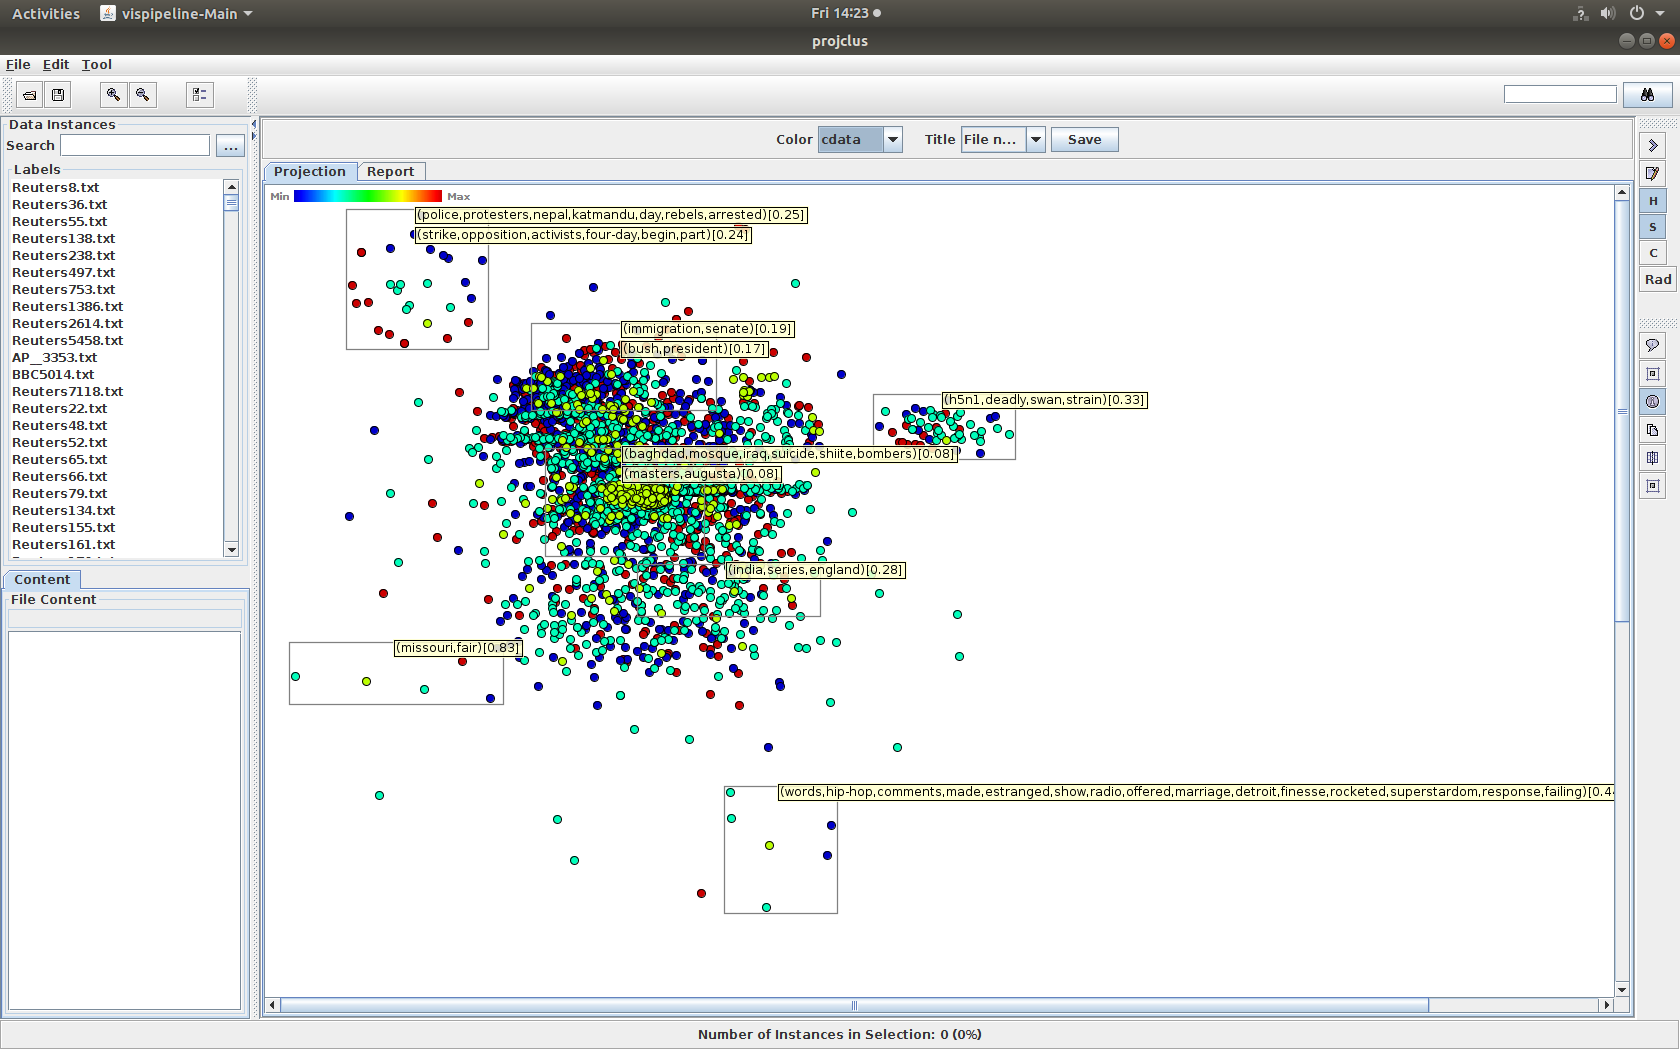 Activities vispipeline-Main Fri 14:23
projclus
File Edit Tool
Data Instances
Search ...
Labels
Reuters8.txt
Reuters36.txt
Reuters55.txt
Reuters138.txt
Reuters238.txt
Reuters497.txt
Reuters753.txt
Reuters1386.txt
Reuters2614.txt
Reuters5458.txt
AP__3353.txt
BBC5014.txt
Reuters7118.txt
Reuters22.txt
Reuters48.txt
Reuters52.txt
Reuters65.txt
Reuters66.txt
Reuters79.txt
Reuters134.txt
Reuters155.txt
Reuters161.txt
Content
File Content
Color cdata Title File n... Save
Projection Report
Min Max
(police,protesters,nepal,katmandu,day,rebels,arrested)[0.25]
(strike,opposition,activists,four-day,begin,part)[0.24]
(immigration,senate)[0.19]
(bush,president)[0.17]
(h5n1,deadly,swan,strain)[0.33]
(baghdad,mosque,iraq,suicide,shiite,bombers)[0.08]
(masters,augusta)[0.08]
(india,series,england)[0.28]
(missouri,fair)[0.83]
(words,hip-hop,comments,made,estranged,show,radio,offered,marriage,detroit,finesse,rocketed,superstardom,response,failing)[0.4
H
S
C
Rad
Number of Instances in Selection: 0 (0%)